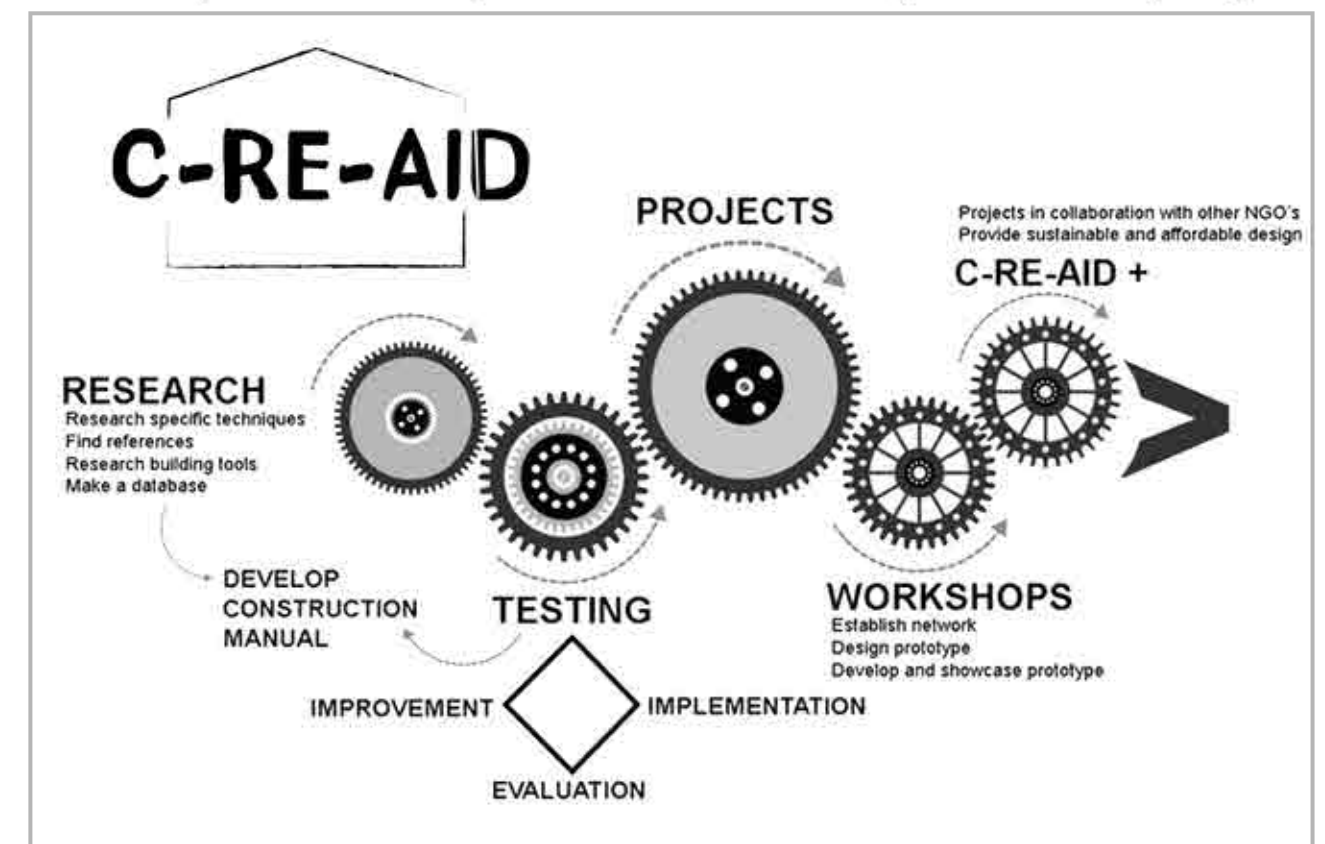 C-RE-AID
PROJECTS
Projects in collaboration with other NGO's
Provide sustainable and affordable design
C-RE-AID +
RESEARCH
Research specific techniques
Find references
Research building tools
Make a database
DEVELOP
CONSTRUCTION
MANUAL
TESTING
WORKSHOPS
Establish network
Design prototype
Develop and showcase prototype
IMPROVEMENT
IMPLEMENTATION
EVALUATION